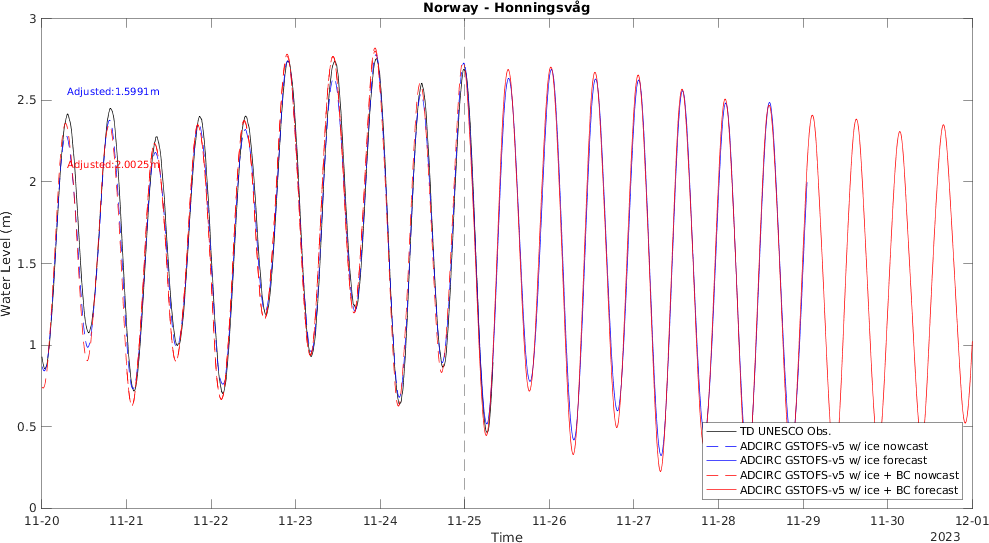 Norway - Honningsvåg
3
2.5
2
1.5
1
0.5
0
Water Level (m)
Adjusted:1.5991m
Adjusted:2.0025m
TD UNESCO Obs.
ADCIRC GSTOFS-v5 w/ ice nowcast
ADCIRC GSTOFS-v5 w/ ice forecast
ADCIRC GSTOFS-v5 w/ ice + BC nowcast
ADCIRC GSTOFS-v5 w/ ice + BC forecast
11-20 11-21 11-22 11-23 11-24 11-25 11-26 11-27 11-28 11-29 11-30 12-01
Time
2023